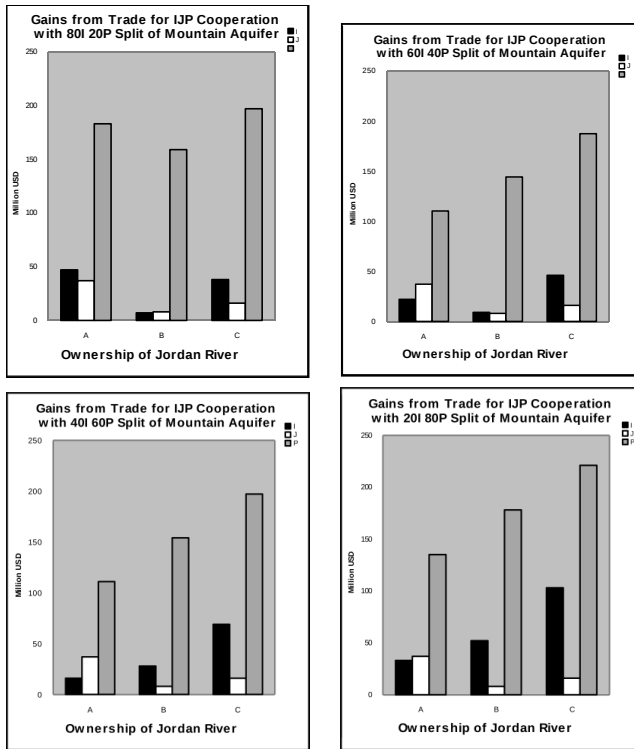 Gains from Trade for IJP Cooperation
with 80I 20P Split of Mountain Aquifer
I
J
250
200
150
100
50
0
Million USD
A B C
Ownership of Jordan River
Gains from Trade for IJP Cooperation
with 60I 40P Split of Mountain Aquifer
I
J
250
200
150
100
50
0
Million USD
A B C
Ownership of Jordan River
Gains from Trade for IJP Cooperation
with 40I 60P Split of Mountain Aquifer
I
J
P
250
200
150
100
50
0
Million USD
A B C
Ownership of Jordan River
Gains from Trade for IJP Cooperation
with 20I 80P Split of Mountain Aquifer
I
J
P
250
200
150
100
50
0
Million USD
A B C
Ownership of Jordan River